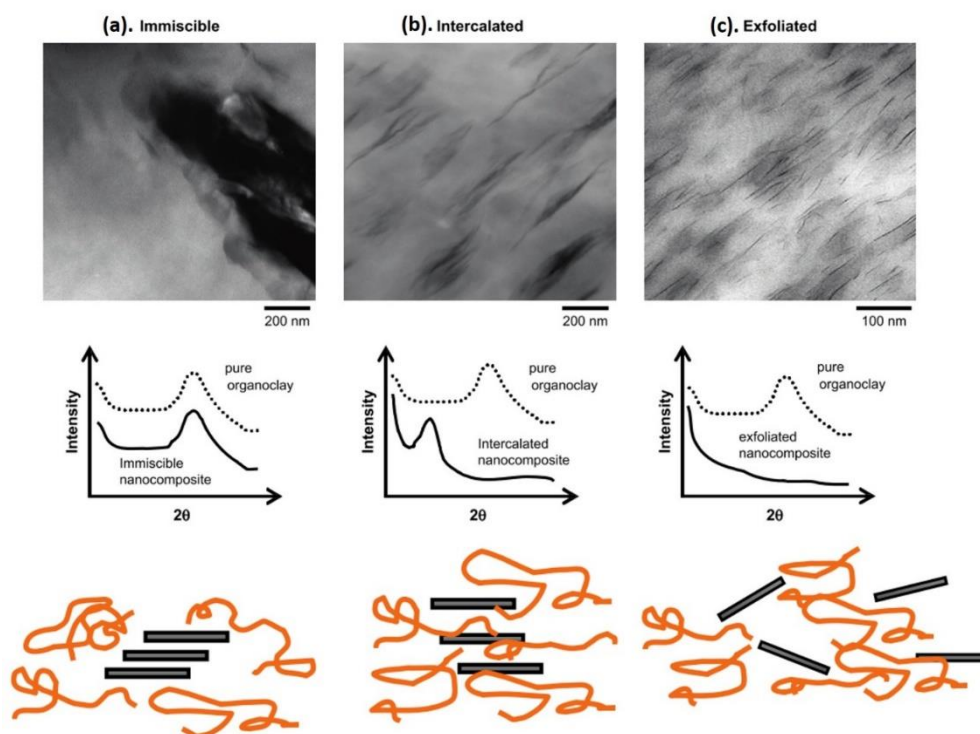 (a). Immiscible
(b). Intercalated
(c). Exfoliated
200 nm
200 nm
100 nm
Intensity
pure
organoclay
Immiscible
nanocomposite
2θ
Intensity
pure
organoclay
Intercalated
nanocomposite
2θ
Intensity
pure
organoclay
exfoliated
nanocomposite
2θ